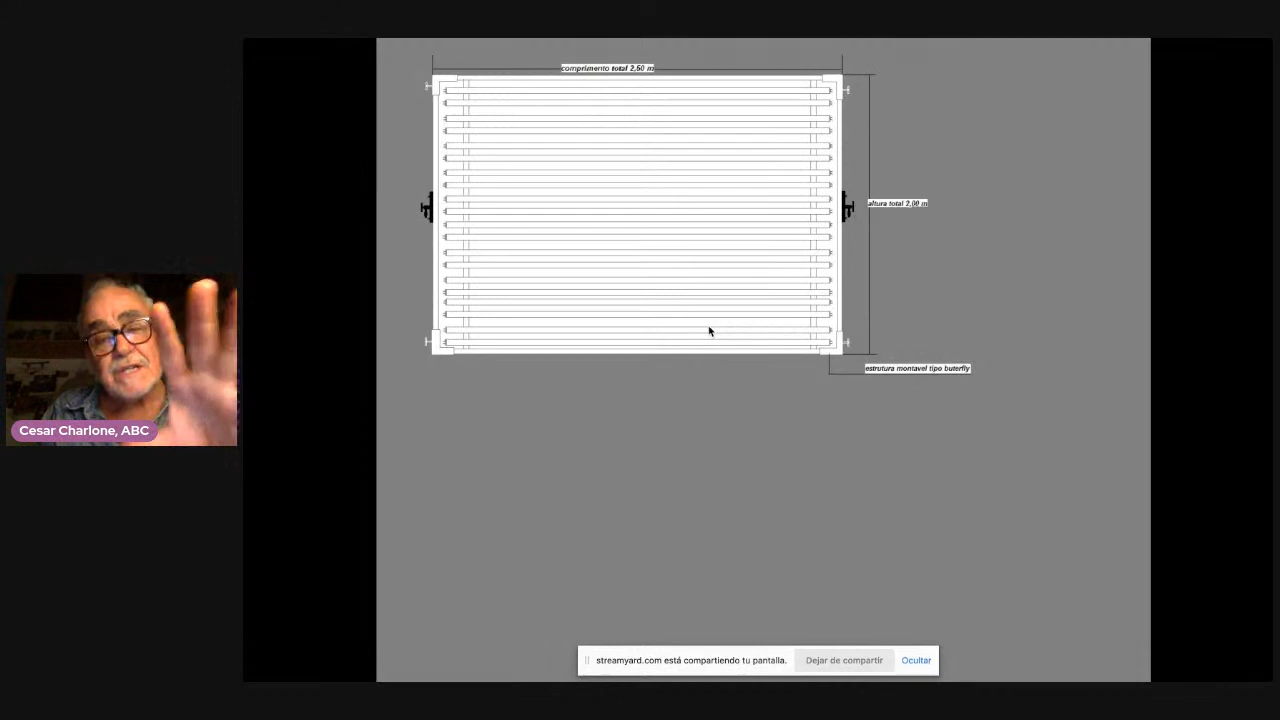 comprimento total 2,50 m
altura total 2,00 m
estrutura montavel tipo buterfly
Cesar Charlone, ABC
streamyard.com está compartiendo tu pantalla.
Dejar de compartir
Ocultar